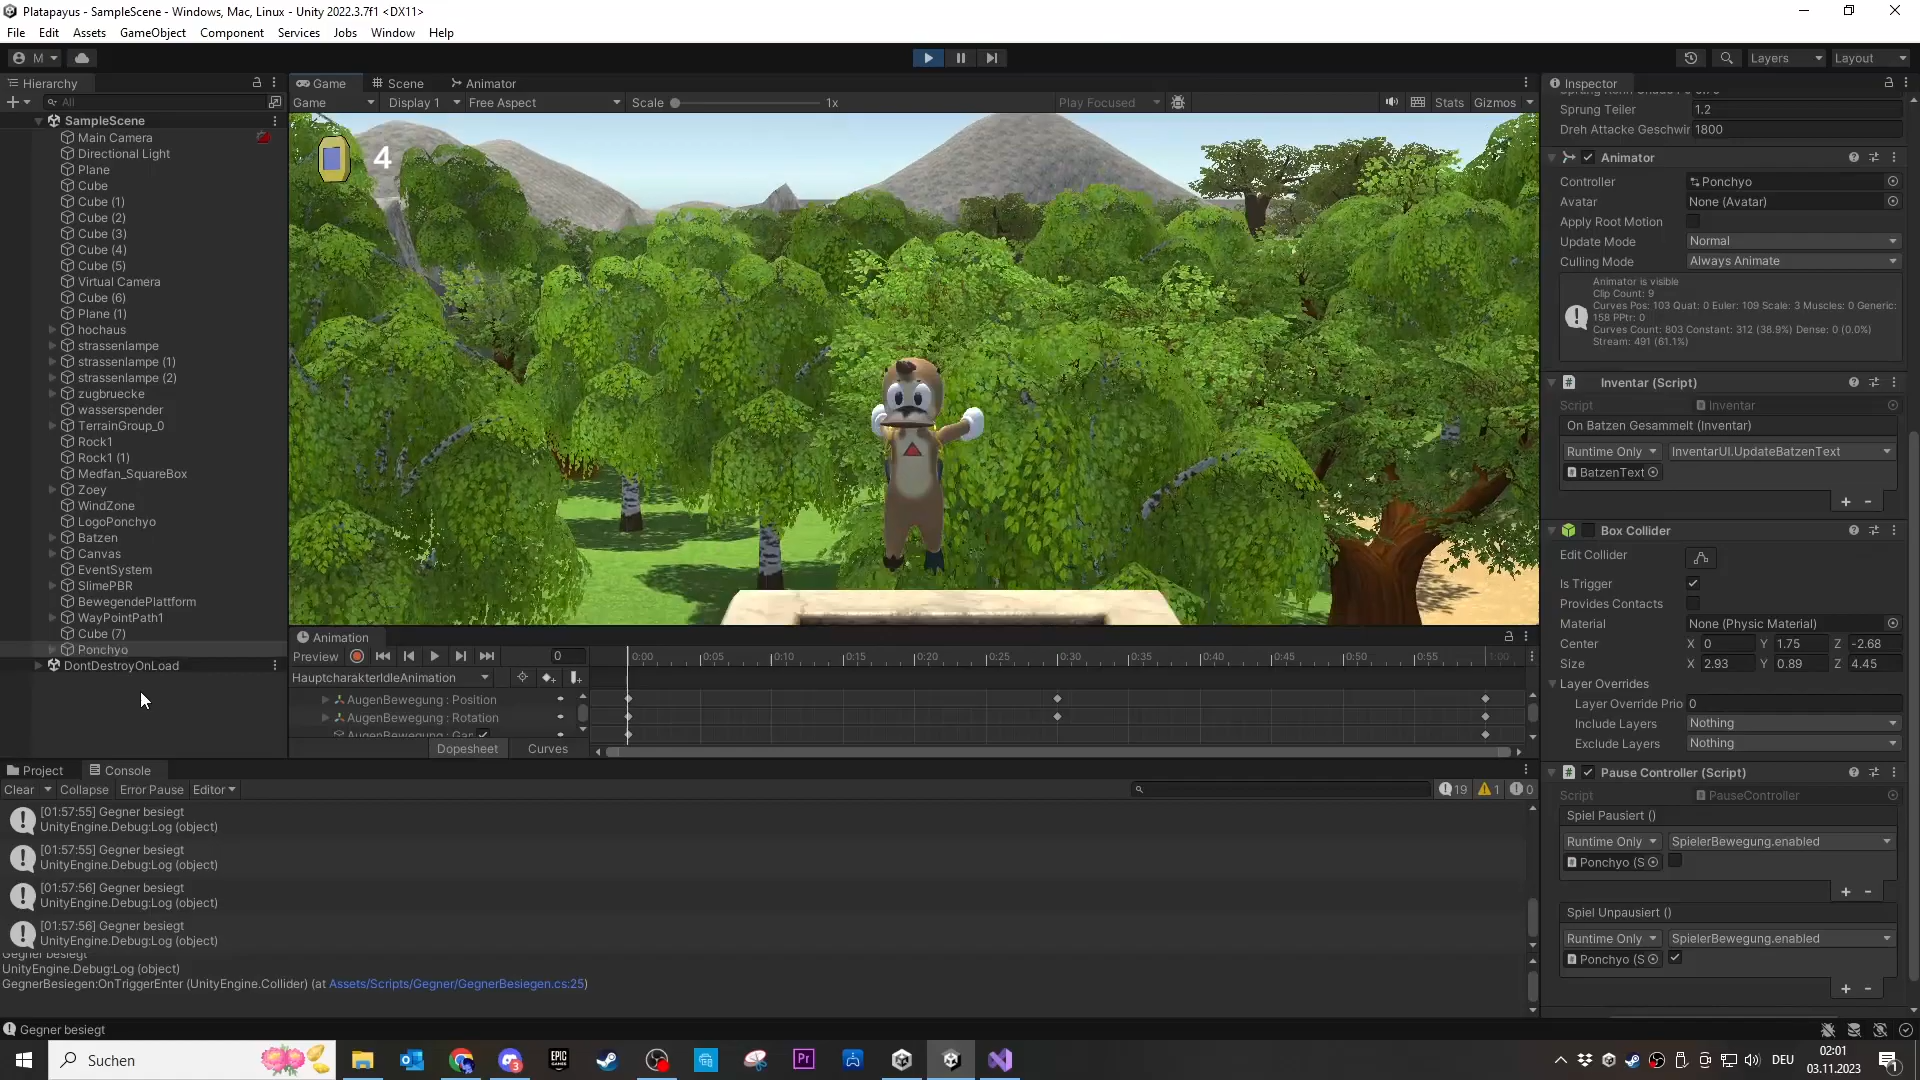 Platapayus - SampleScene - Windows, Mac, Linux - Unity 2022.3.7f1 <DX11>
File Edit Assets GameObject Component Services Jobs Window Help
M Layers Layout
Hierarchy
All
SampleScene
Main Camera
Directional Light
Plane
Cube
Cube (1)
Cube (2)
Cube (3)
Cube (4)
Cube (5)
Virtual Camera
Cube (6)
Plane (1)
hochaus
strassenlampe
strassenlampe (1)
strassenlampe (2)
zugbruecke
wasserspender
TerrainGroup_0
Rock1
Rock1 (1)
Medfan_SquareBox
Zoey
WindZone
LogoPonchyo
Batzen
Canvas
EventSystem
SlimePBR
BewegendePlattform
WayPointPath1
Cube (7)
Ponchyo
DontDestroyOnLoad
Game Scene Animator
Game Display 1 Free Aspect Scale 1x Play Focused Stats Gizmos
4
Animation
Preview 0 0:00 0:05 0:10 0:15 0:20 0:25 0:30 0:35 0:40 0:45 0:50 0:55 1:00
HauptcharakterIdleAnimation
AugenBewegung : Position
AugenBewegung : Rotation
Dopesheet Curves
Inspector
Sprung Teiler 1.2
Dreh Attacke Geschwir 1800
Animator
Controller Ponchyo
Avatar None (Avatar)
Apply Root Motion
Update Mode Normal
Culling Mode Always Animate
Animator is visible
Clip Count: 9
Curves Pos: 103 Quat: 0 Euler: 109 Scale: 3 Muscles: 0 Generic:
158 PPtr: 0
Curves Count: 803 Constant: 312 (38.9%) Dense: 0 (0.0%)
Stream: 491 (61.1%)
Inventar (Script)
Script Inventar
On Batzen Gesammelt (Inventar)
Runtime Only InventarUI.UpdateBatzenText
BatzenText
Box Collider
Edit Collider
Is Trigger
Provides Contacts
Material None (Physic Material)
Center X 0 Y 1.75 Z -2.68
Size X 2.93 Y 0.89 Z 4.45
Layer Overrides
Layer Override Prio 0
Include Layers Nothing
Exclude Layers Nothing
Pause Controller (Script)
Script PauseController
Spiel Pausiert ()
Runtime Only SpielerBewegung.enabled
Ponchyo (S
Spiel Unpausiert ()
Runtime Only SpielerBewegung.enabled
Ponchyo (S
Project Console
Clear Collapse Error Pause Editor 19 1 0
[01:57:55] Gegner besiegt
UnityEngine.Debug:Log (object)
[01:57:55] Gegner besiegt
UnityEngine.Debug:Log (object)
[01:57:56] Gegner besiegt
UnityEngine.Debug:Log (object)
[01:57:56] Gegner besiegt
UnityEngine.Debug:Log (object)
Gegner besiegt
UnityEngine.Debug:Log (object)
GegnerBesiegen:OnTriggerEnter (UnityEngine.Collider) (at Assets/Scripts/Gegner/GegnerBesiegen.cs:25)
Gegner besiegt
Suchen EPIC GAMES Pr DEU 02:01
03.11.2023